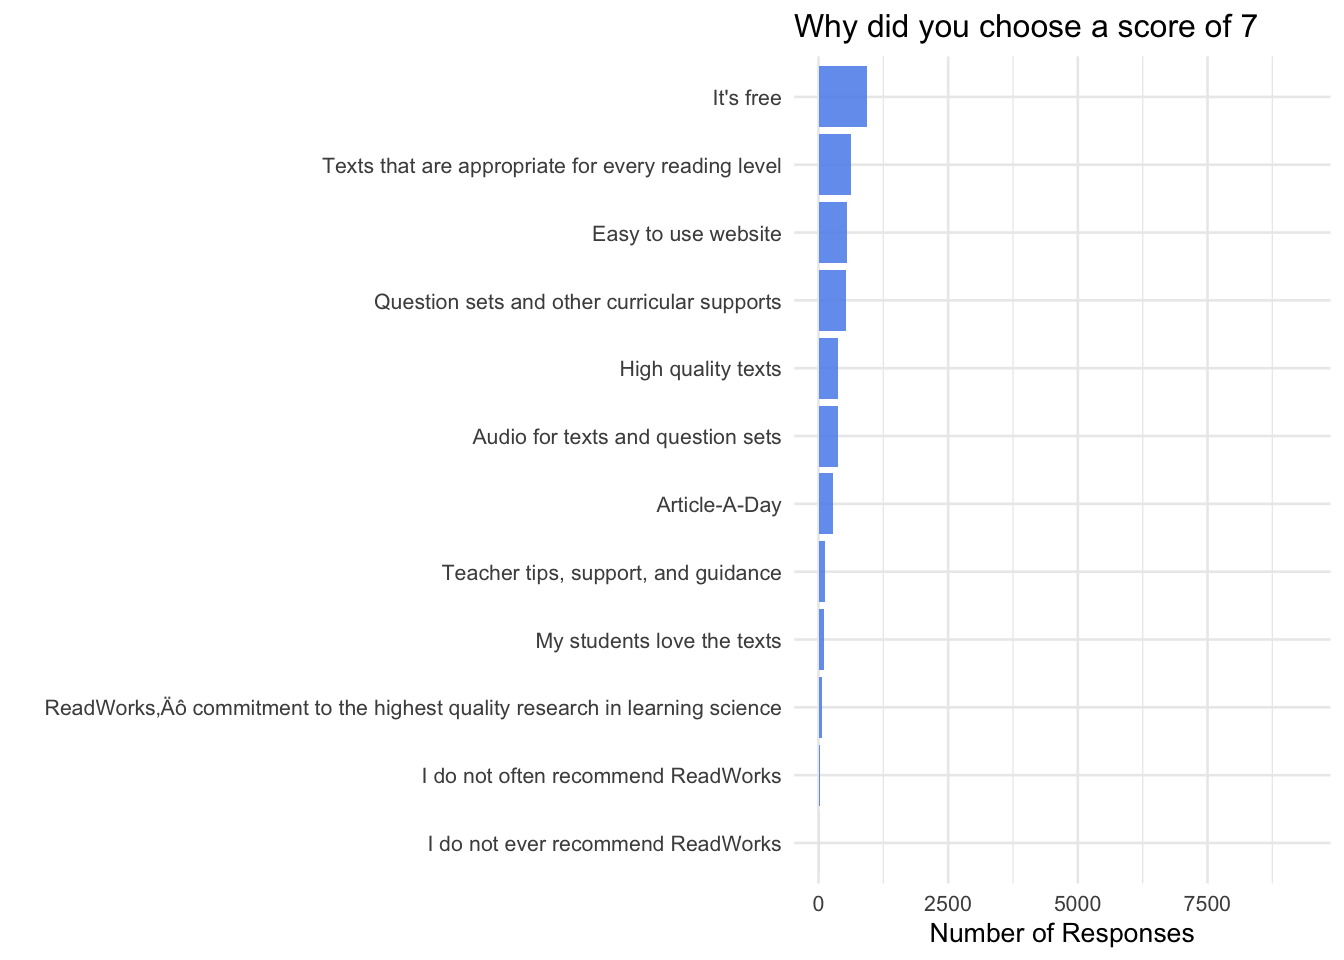 Why did you choose a score of 7
It's free
Texts that are appropriate for every reading level
Easy to use website
Question sets and other curricular supports
High quality texts
Audio for texts and question sets
Article-A-Day
Teacher tips, support, and guidance
My students love the texts
ReadWorks‚Äô commitment to the highest quality research in learning science
I do not often recommend ReadWorks
I do not ever recommend ReadWorks
0 2500 5000 7500
Number of Responses